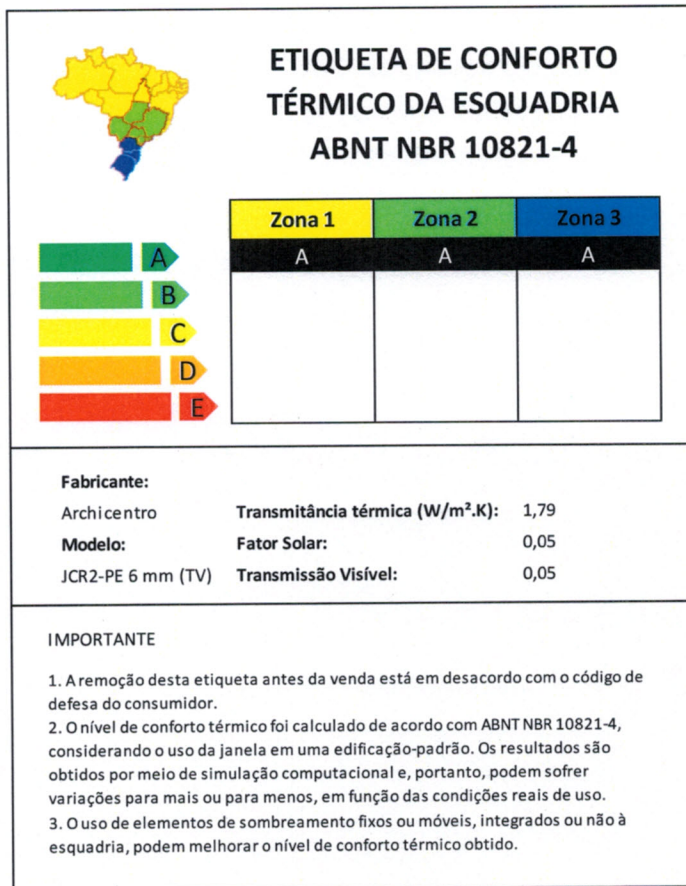 ETIQUETA DE CONFORTO
TÉRMICO DA ESQUADRIA
ABNT NBR 10821-4
Zona 1 Zona 2 Zona 3
A A A
A
B
C
D
E
Fabricante:
Archicentro Transmitância térmica (W/m².K): 1,79
Modelo: Fator Solar: 0,05
JCR2-PE 6 mm (TV) Transmissão Visível: 0,05
IMPORTANTE
1. A remoção desta etiqueta antes da venda está em desacordo com o código de
defesa do consumidor.
2. O nível de conforto térmico foi calculado de acordo com ABNT NBR 10821-4,
considerando o uso da janela em uma edificação-padrão. Os resultados são
obtidos por meio de simulação computacional e, portanto, podem sofrer
variações para mais ou para menos, em função das condições reais de uso.
3. O uso de elementos de sombreamento fixos ou móveis, integrados ou não à
esquadria, podem melhorar o nível de conforto térmico obtido.